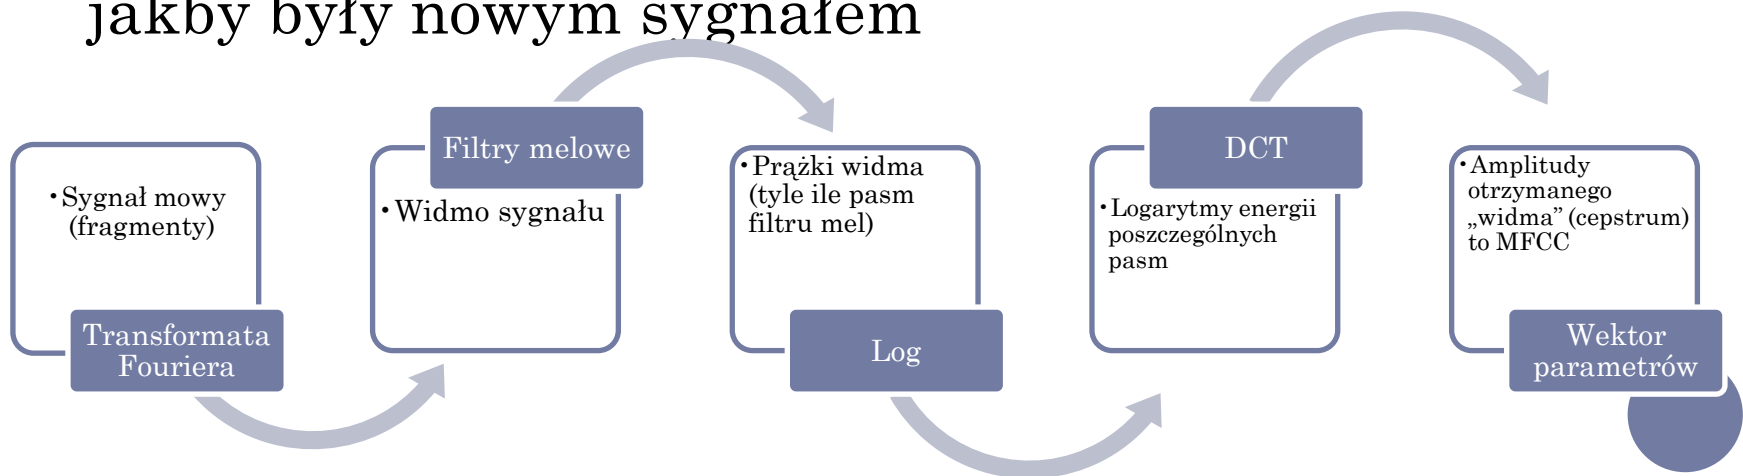 jakby były nowym sygnałem
• Sygnał mowy
(fragmenty)
Transformata
Fouriera
Filtry melowe
• Widmo sygnału
• Prążki widma
(tyle ile pasm
filtru mel)
Log
DCT
• Logarytmy energii
poszczególnych
pasm
• Amplitudy
otrzymanego
„widma” (cepstrum)
to MFCC
Wektor
parametrów